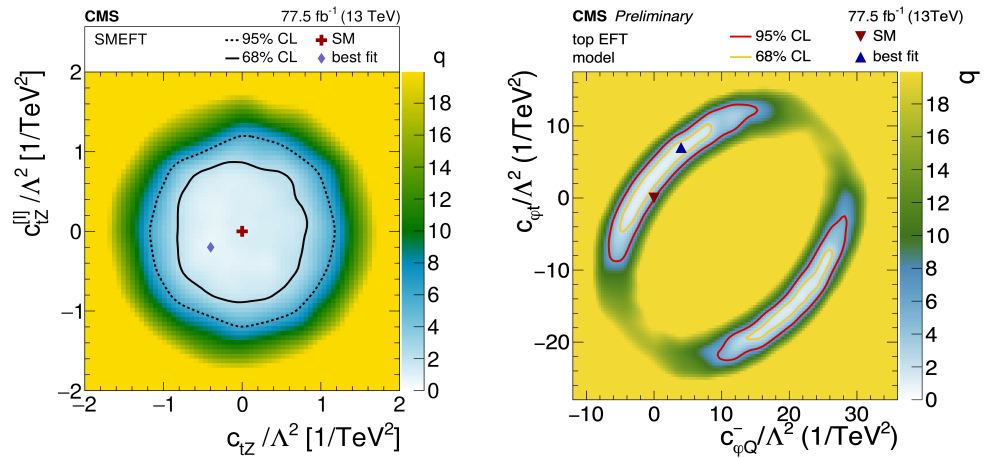 CMS 77.5 fb⁻¹ (13 TeV)
SMEFT 95% CL SM
68% CL best fit
q
c_tZ^[I] /Λ² [1/TeV²]
2
1
0
−1
−2
−2 −1 0 1 2
c_tZ /Λ² [1/TeV²]
18
16
14
12
10
8
6
4
2
0
CMS Preliminary 77.5 fb⁻¹ (13TeV)
top EFT 95% CL SM
model 68% CL best fit
q
c_φt/Λ² (1/TeV²)
10
0
−10
−20
−10 0 10 20 30
c⁻_φQ/Λ² (1/TeV²)
18
16
14
12
10
8
6
4
2
0